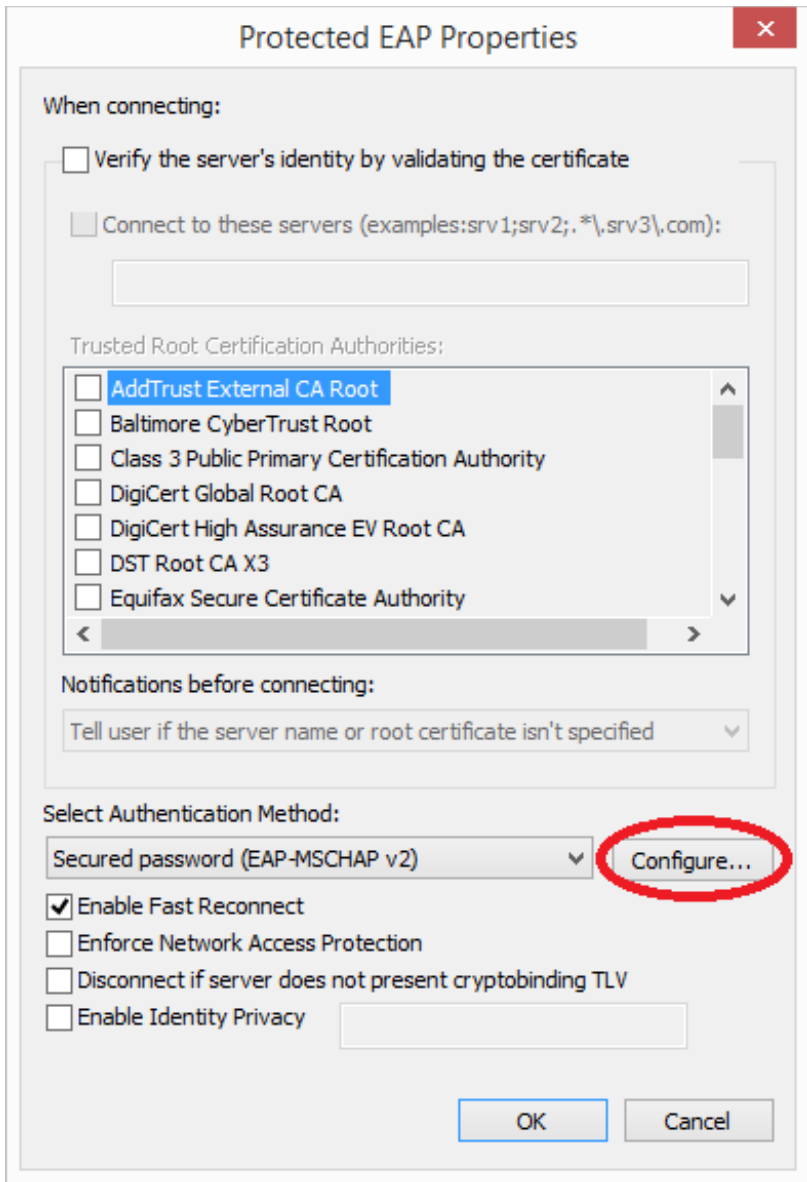 Protected EAP Properties
When connecting:
Verify the server's identity by validating the certificate
Connect to these servers (examples:srv1;srv2;.*\.srv3\.com):
Trusted Root Certification Authorities:
AddTrust External CA Root
Baltimore CyberTrust Root
Class 3 Public Primary Certification Authority
DigiCert Global Root CA
DigiCert High Assurance EV Root CA
DST Root CA X3
Equifax Secure Certificate Authority
Notifications before connecting:
Tell user if the server name or root certificate isn't specified
Select Authentication Method:
Secured password (EAP-MSCHAP v2) Configure...
Enable Fast Reconnect
Enforce Network Access Protection
Disconnect if server does not present cryptobinding TLV
Enable Identity Privacy
OK Cancel